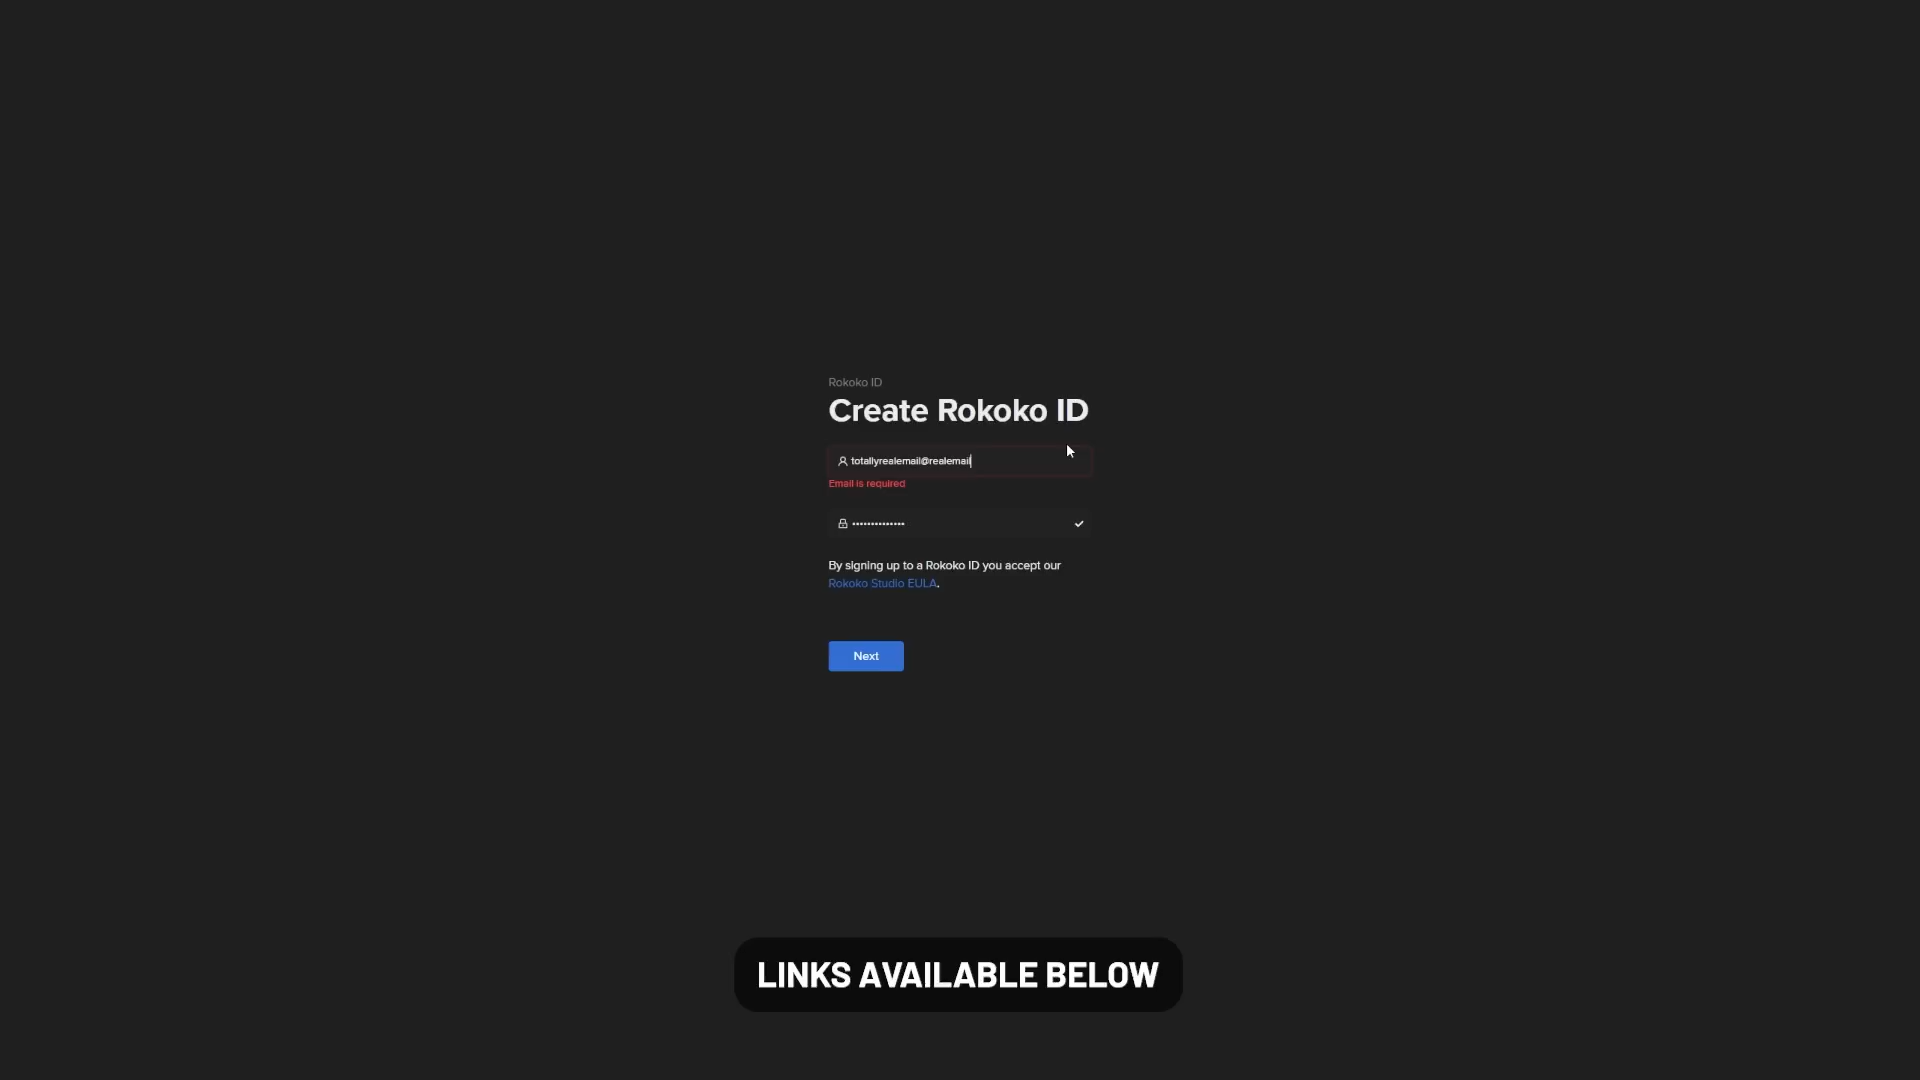 Rokoko ID
Create Rokoko ID
totallyrealemail@realemail
Email is required
••••••••••••••
By signing up to a Rokoko ID you accept our
Rokoko Studio EULA.
Next
LINKS AVAILABLE BELOW